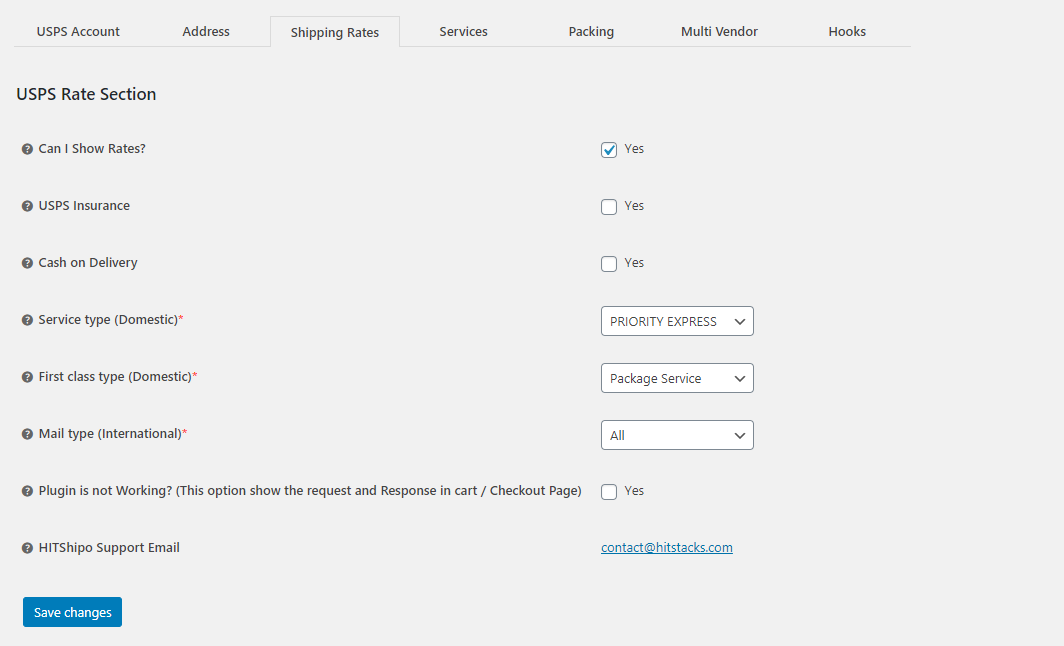 USPS Account Address Shipping Rates Services Packing Multi Vendor Hooks
USPS Rate Section
Can I Show Rates? Yes
USPS Insurance Yes
Cash on Delivery Yes
Service type (Domestic)* PRIORITY EXPRESS
First class type (Domestic)* Package Service
Mail type (International)* All
Plugin is not Working? (This option show the request and Response in cart / Checkout Page) Yes
HITShipo Support Email contact@hitstacks.com
Save changes